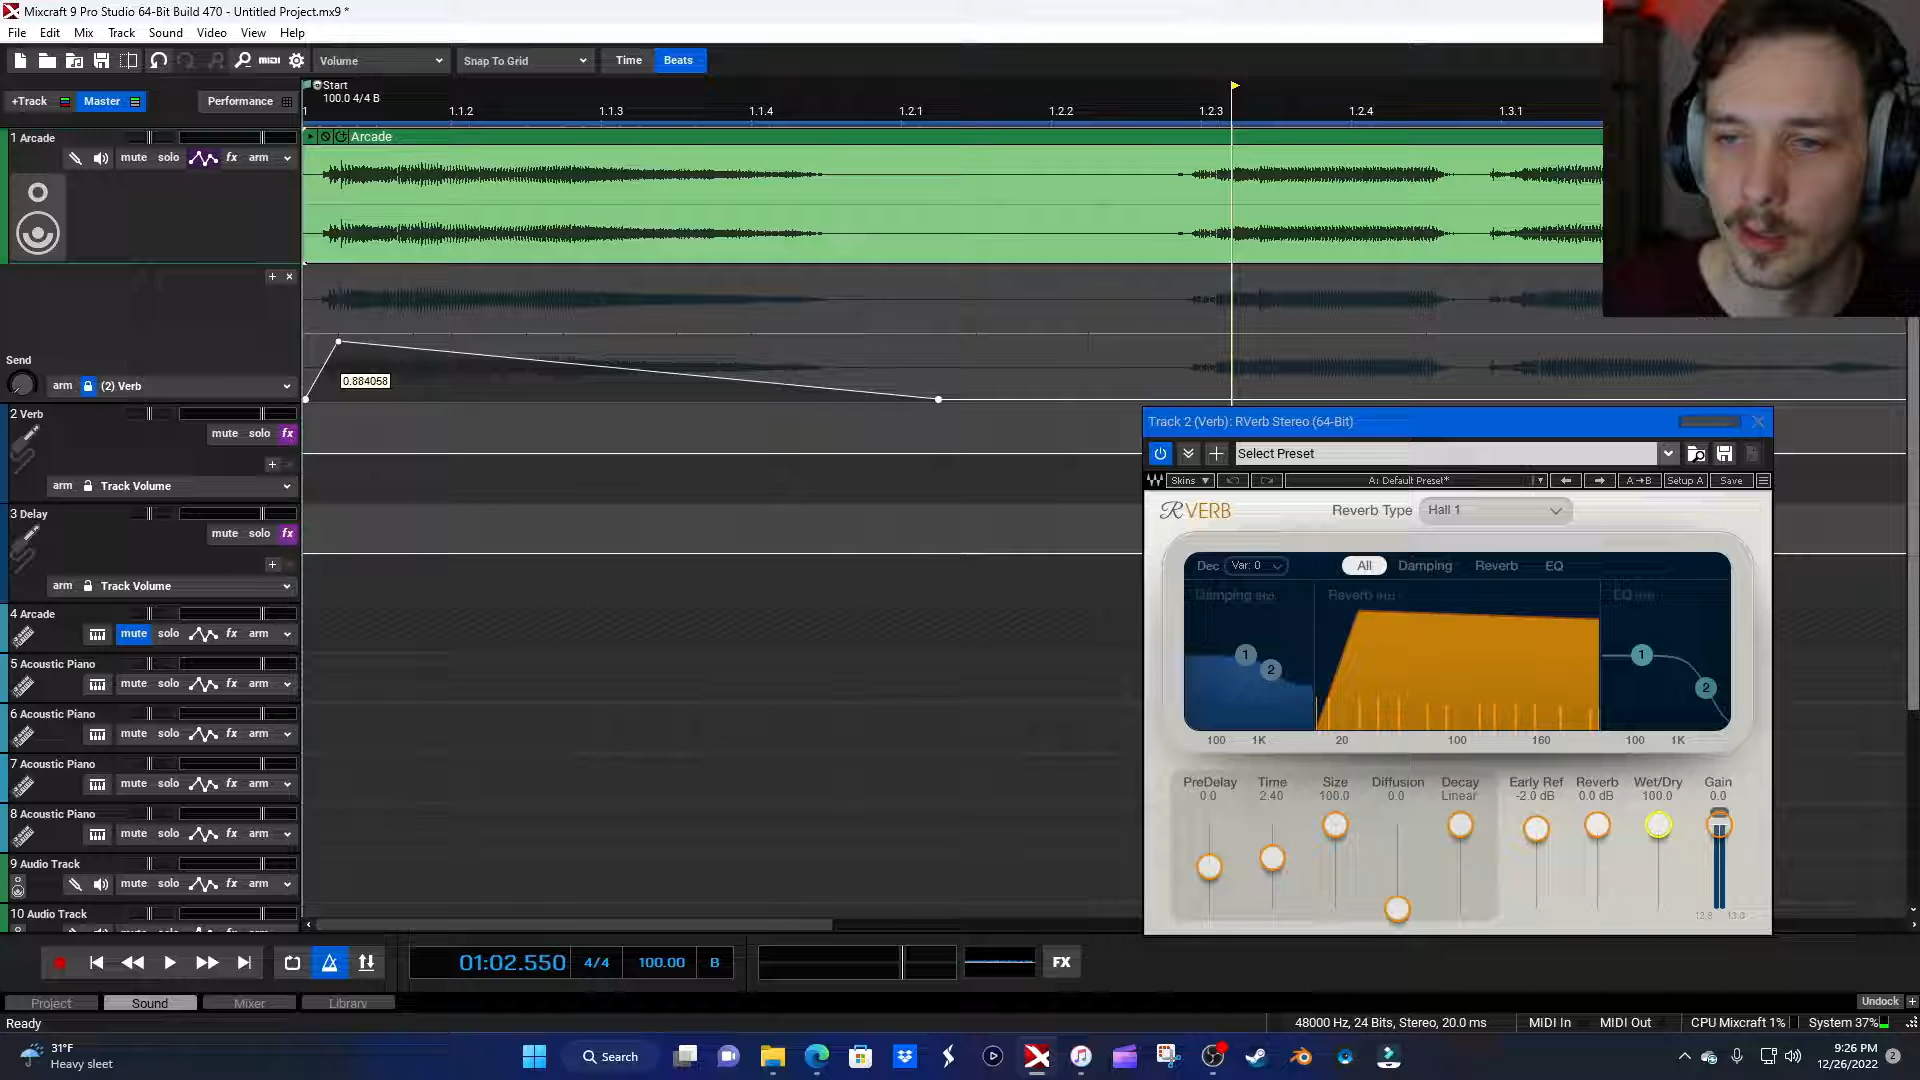 Mixcraft 9 Pro Studio 64-Bit Build 470 - Untitled Project.mx9 *
File Edit Mix Track Sound Video View Help
Volume Snap To Grid Time Beats
+Track Master Performance
Start
100.0 4/4 B
1 1.1.2 1.1.3 1.1.4 1.2.1 1.2.2 1.2.3 1.2.4 1.3.1
1 Arcade
Arcade
mute solo fx arm
Send
arm (2) Verb
0.884058
2 Verb
mute solo fx
arm Track Volume
3 Delay
mute solo fx
arm Track Volume
4 Arcade
mute solo fx arm
5 Acoustic Piano
mute solo fx arm
6 Acoustic Piano
mute solo fx arm
7 Acoustic Piano
mute solo fx arm
8 Acoustic Piano
mute solo fx arm
9 Audio Track
mute solo fx arm
10 Audio Track
Track 2 (Verb): RVerb Stereo (64-Bit)
Select Preset
Skins A: Default Preset* A→B Setup A Save
RVERB Reverb Type Hall 1
Dec Var: 0 All Damping Reverb EQ
Damping (Hz) Reverb
1 2 1 2
100 1K 20 100 160 100 1K
PreDelay Time Size Diffusion Decay Early Ref Reverb Wet/Dry Gain
0.0 2.40 100.0 0.0 Linear -2.0 dB 0.0 dB 100.0 0.0
01:02.550 4/4 100.00 B FX
Project Sound Mixer Library
Undock
Ready
48000 Hz, 24 Bits, Stereo, 20.0 ms MIDI In MIDI Out CPU Mixcraft 1% System 37%
31°F
Heavy sleet
Search
9:26 PM
12/26/2022
2